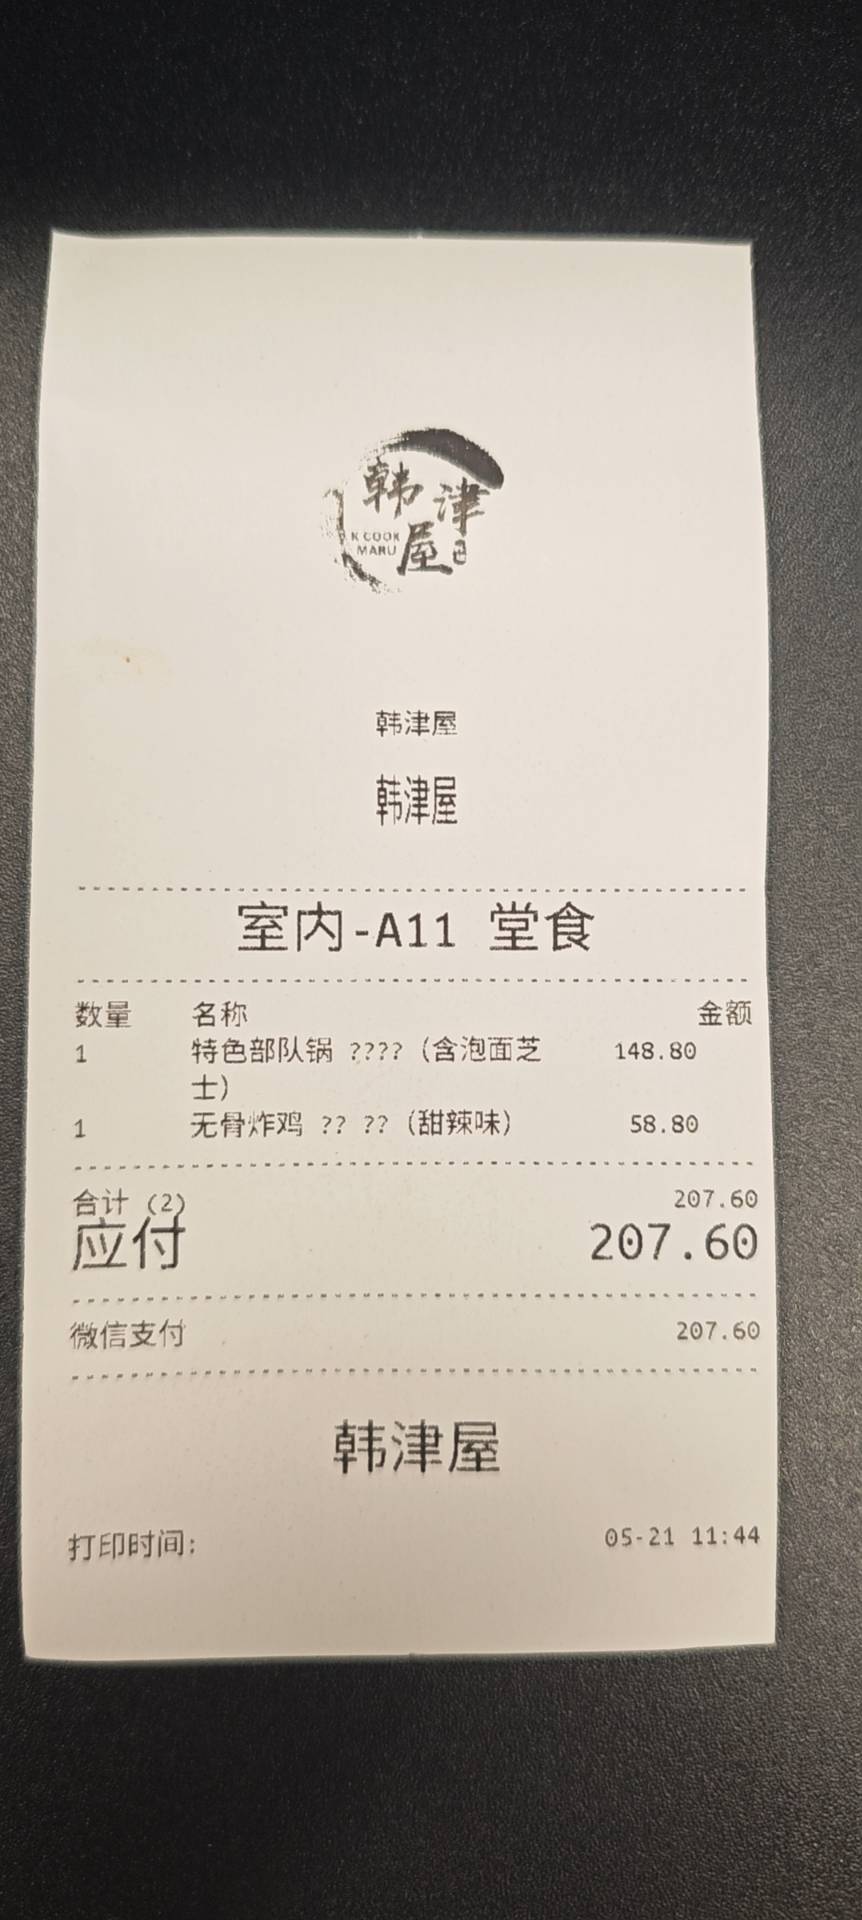 韩津屋
K COOK
MARU
韩津屋
韩津屋
室内-A11 堂食
数量 名称 金额
1 特色部队锅 ???? (含泡面芝 148.80
士)
1 无骨炸鸡 ?? ?? (甜辣味) 58.80
合计 (2) 207.60
应付 207.60
微信支付 207.60
韩津屋
打印时间: 05-21 11:44